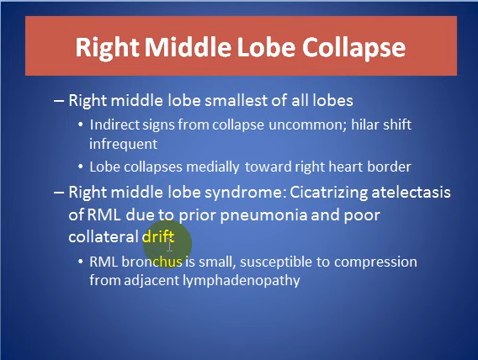 Right Middle Lobe Collapse
– Right middle lobe smallest of all lobes
• Indirect signs from collapse uncommon; hilar shift
infrequent
• Lobe collapses medially toward right heart border
– Right middle lobe syndrome: Cicatrizing atelectasis
of RML due to prior pneumonia and poor
collateral drift
• RML bronchus is small, susceptible to compression
from adjacent lymphadenopathy